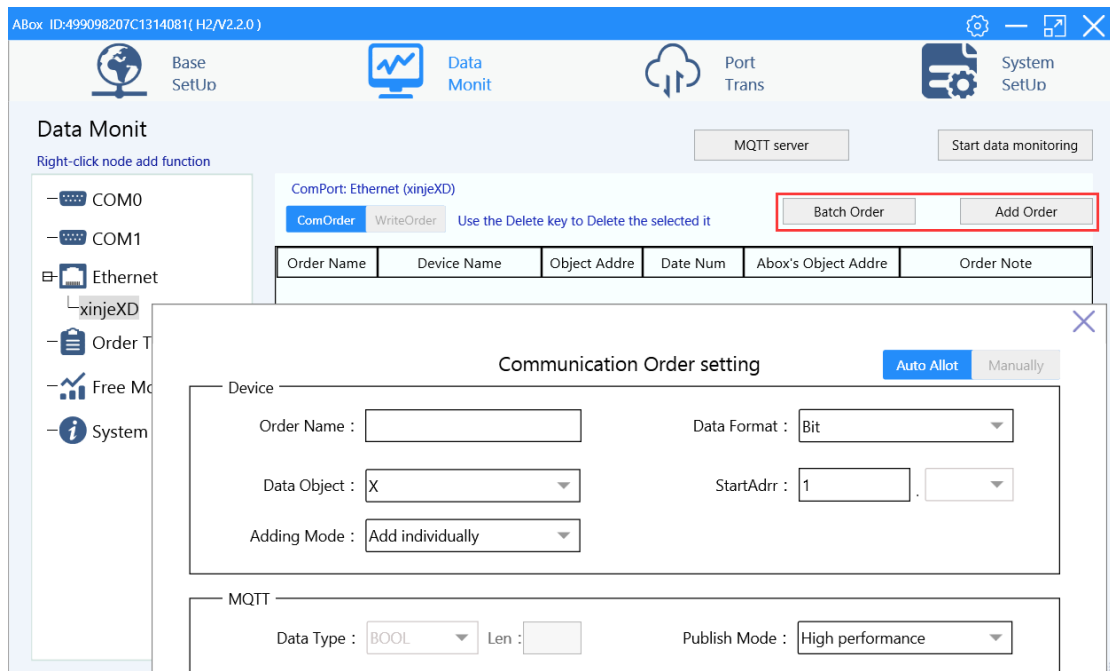 ABox ID:499098207C1314081( H2/V2.2.0 )
Base
SetUp
Data
Monit
Port
Trans
System
SetUp
Data Monit
Right-click node add function
MQTT server
Start data monitoring
COM0
COM1
Ethernet
xinjeXD
Order T
Free Mo
System
ComPort: Ethernet (xinjeXD)
ComOrder WriteOrder Use the Delete key to Delete the selected it
Batch Order Add Order
Order Name Device Name Object Addre Date Num Abox's Object Addre Order Note
Communication Order setting
Auto Allot Manually
Device
Order Name : Data Format : Bit
Data Object : X StartAdrr : 1 .
Adding Mode : Add individually
MQTT
Data Type : BOOL Len : Publish Mode : High performance